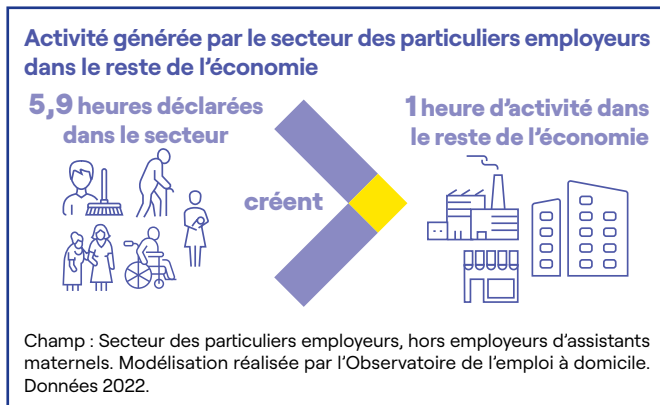 Activité générée par le secteur des particuliers employeurs
dans le reste de l’économie
5,9 heures déclarées
dans le secteur
créent
1 heure d’activité dans
le reste de l’économie
Champ : Secteur des particuliers employeurs, hors employeurs d’assistants
maternels. Modélisation réalisée par l’Observatoire de l’emploi à domicile.
Données 2022.